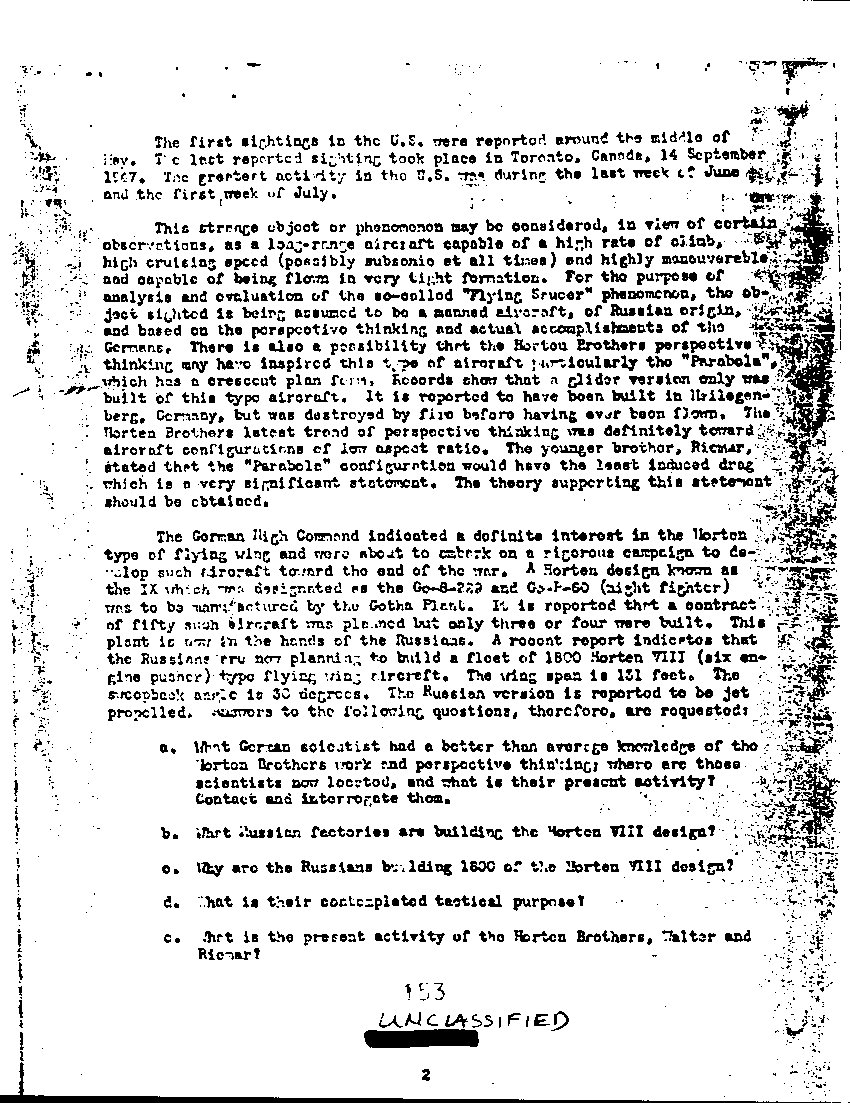 The first sightings in the U.S. were reported around the middle of
May. The last reported sighting took place in Toronto, Canada, 14 September
1947. The greatest activity in the U.S. was during the last week of June
and the first week of July.
This strange object or phenomenon may be considered, in view of certain
observations, as a long-range aircraft capable of a high rate of climb,
high cruising speed (possibly subsonic at all times) and highly maneuverable
and capable of being flown in very tight formation. For the purpose of
analysis and evaluation of the so-called "Flying Saucer" phenomenon, the ob-
ject sighted is being assumed to be a manned aircraft, of Russian origin,
and based on the perspective thinking and actual accomplishments of the
Germans. There is also a possibility that the Horten Brothers perspective
thinking may have inspired this type of aircraft particularly the "Parabola",
which has a crescent plan form. Records show that a glider version only was
built of this type aircraft. It is reported to have been built in Heilegen-
berg, Germany, but was destroyed by fire before having ever been flown. The
Horten Brothers latest trend of perspective thinking was definitely toward
aircraft configurations of low aspect ratio. The younger brother, Riemar,
stated that the "Parabola" configuration would have the least induced drag
which is a very significant statement. The theory supporting this statement
should be obtained.
The German High Command indicated a definite interest in the Horten
type of flying wing and were about to embark on a rigorous campaign to de-
velop such aircraft toward the end of the war. A Horten design known as
the IX which was designated as the Go-8-229 and Go-P-60 (night fighter)
was to be manufactured by the Gotha Plant. It is reported that a contract
of fifty such aircraft was planned but only three or four were built. This
plant is now in the hands of the Russians. A recent report indicates that
the Russians are now planning to build a fleet of 1800 Horten VIII (six en-
gine pusher) type flying wing aircraft. The wing span is 131 feet. The
sweepback angle is 30 degrees. The Russian version is reported to be jet
propelled. Answers to the following questions, therefore, are requested:
a. What German scientist had a better than average knowledge of the
Horten Brothers work and perspective thinking; where are these
scientists now located, and what is their present activity?
Contact and interrogate them.
b. What Russian factories are building the Horten VIII design?
c. Why are the Russians building 1800 of the Horten VIII design?
d. What is their contemplated tactical purpose?
e. What is the present activity of the Horten Brothers, Walter and
Riemar?
153
UNCLASSIFIED
2